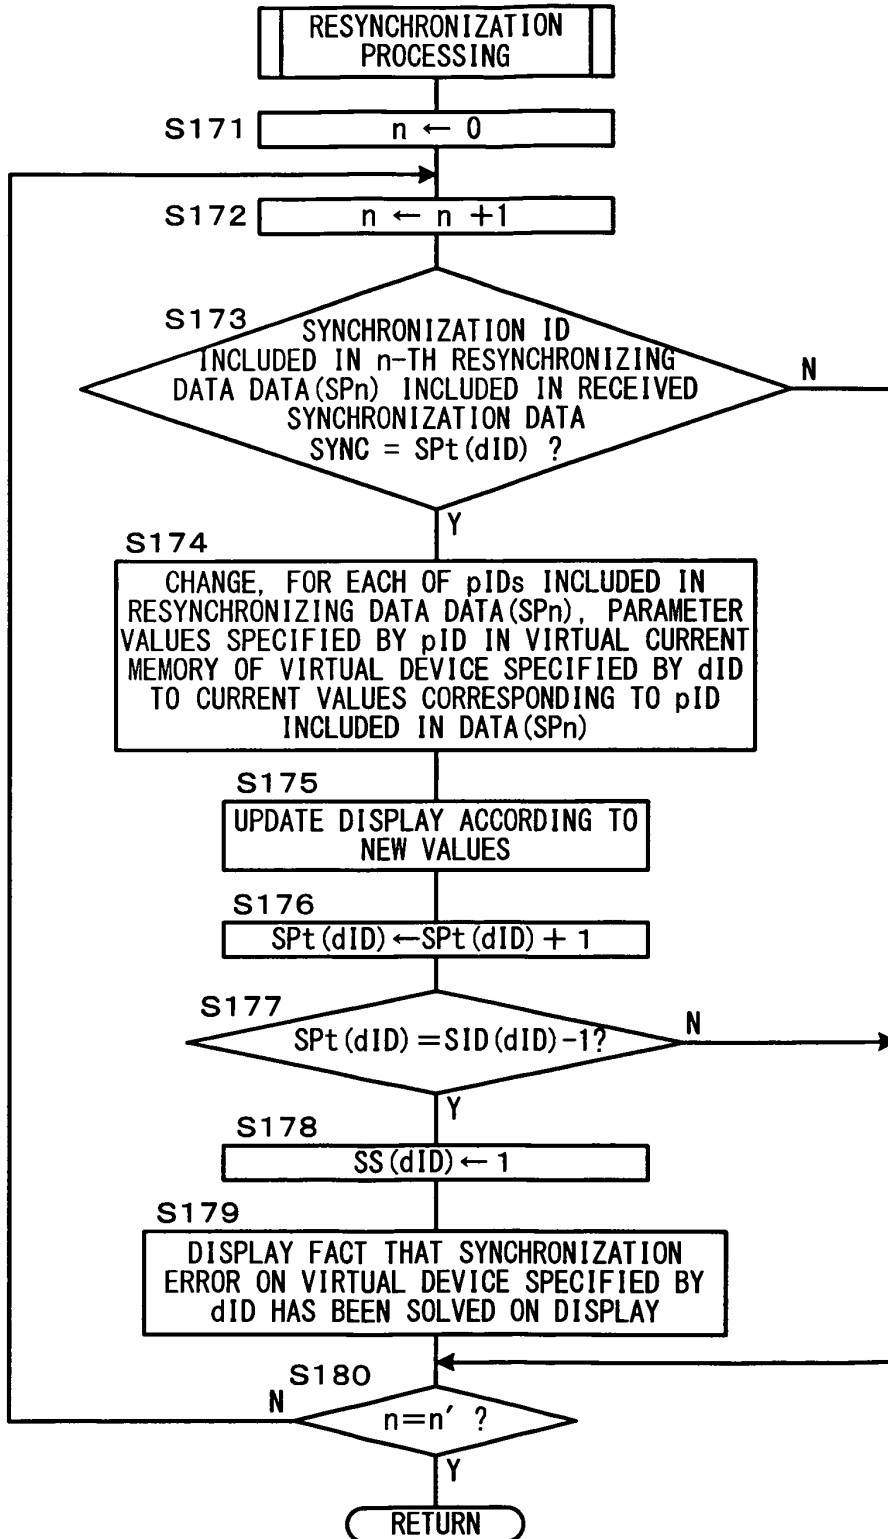 RESYNCHRONIZATION
PROCESSING
S171
n ← 0
S172
n ← n +1
S173
SYNCHRONIZATION ID
INCLUDED IN n-TH RESYNCHRONIZING
DATA DATA(SPn) INCLUDED IN RECEIVED
SYNCHRONIZATION DATA
SYNC = SPt(dID) ?
N
Y
S174
CHANGE, FOR EACH OF pIDs INCLUDED IN
RESYNCHRONIZING DATA DATA(SPn), PARAMETER
VALUES SPECIFIED BY pID IN VIRTUAL CURRENT
MEMORY OF VIRTUAL DEVICE SPECIFIED BY dID
TO CURRENT VALUES CORRESPONDING TO pID
INCLUDED IN DATA(SPn)
S175
UPDATE DISPLAY ACCORDING TO
NEW VALUES
S176
SPt(dID)←SPt(dID)+ 1
S177
SPt(dID)=SID(dID)-1?
N
Y
S178
SS(dID)← 1
S179
DISPLAY FACT THAT SYNCHRONIZATION
ERROR ON VIRTUAL DEVICE SPECIFIED BY
dID HAS BEEN SOLVED ON DISPLAY
S180
N
n=n′ ?
Y
RETURN